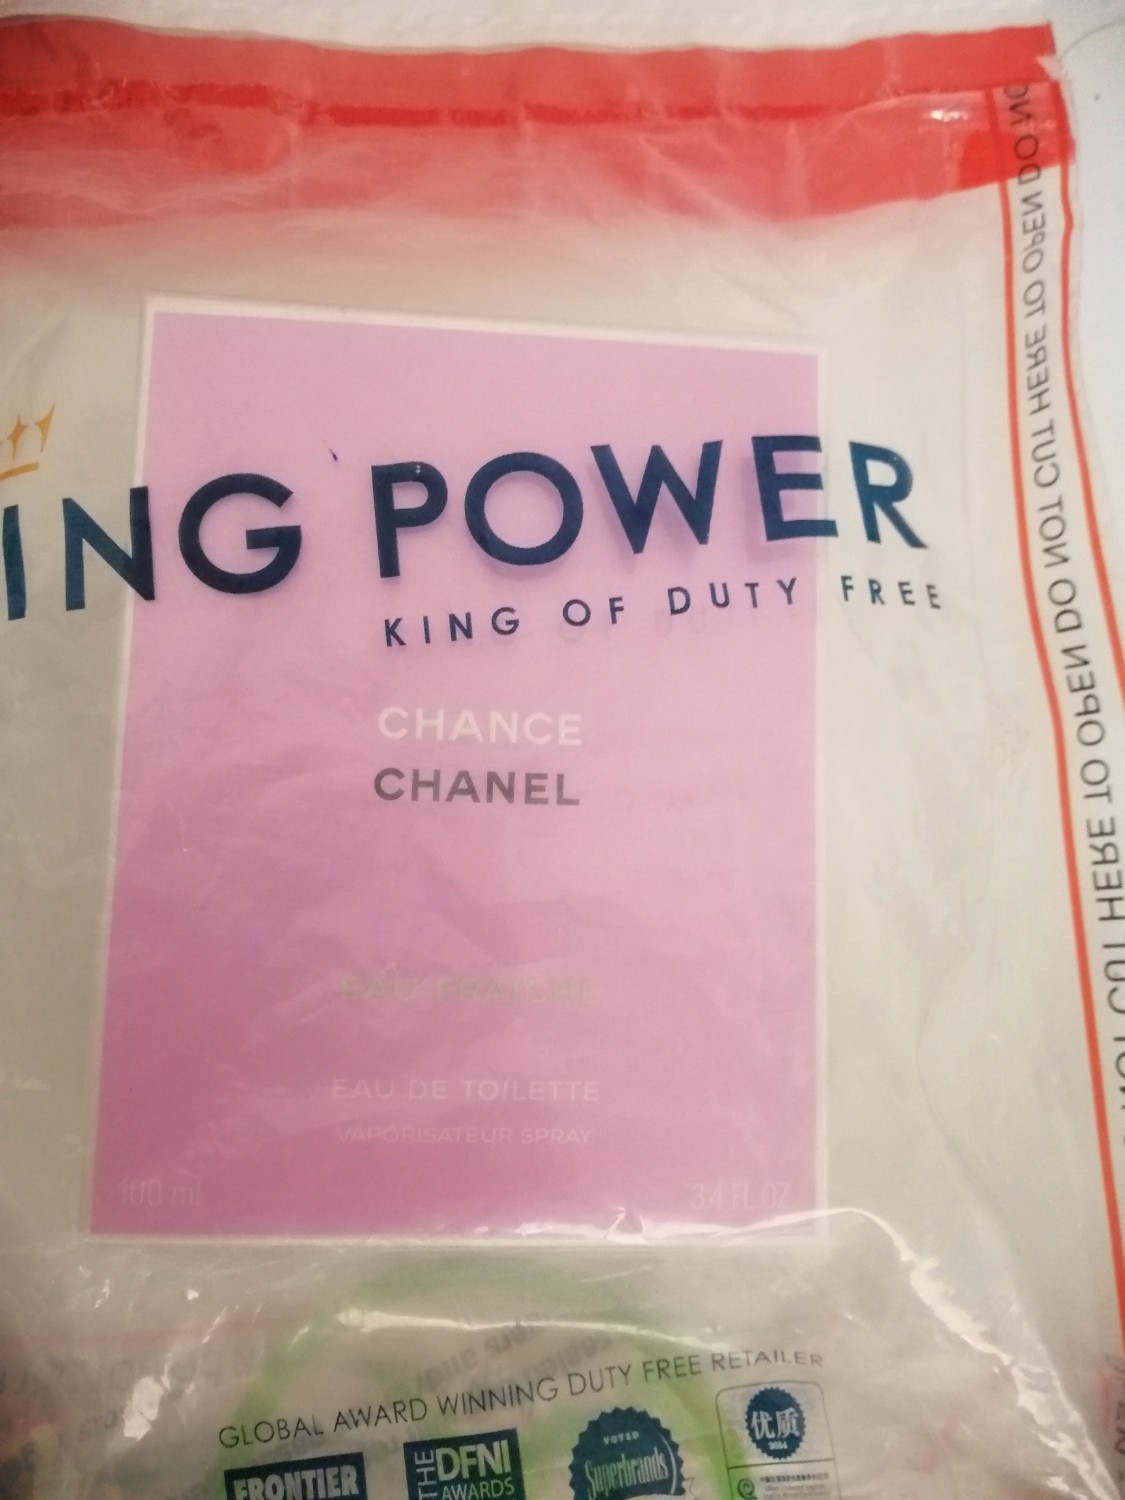 ING POWER
KING OF DUTY FREE
CHANCE
CHANEL
EAU FRAÎCHE
EAU DE TOILETTE
VAPORISATEUR SPRAY
100 ml
3.4 FL. OZ.
GLOBAL AWARD WINNING DUTY FREE RETAILER
FRONTIER
THE DFNI AWARDS
VOTED
Superbrands
优质
DO NOT CUT HERE TO OPEN DO NOT CUT HERE TO OPEN DO NO